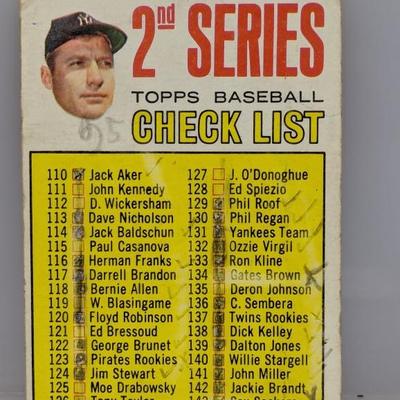 2nd SERIES
TOPPS BASEBALL
CHECK LIST
110 Jack Aker 127 J. O'Donoghue
111 John Kennedy 128 Ed Spiezio
112 D. Wickersham 129 Phil Roof
113 Dave Nicholson 130 Phil Regan
114 Jack Baldschun 131 Yankees Team
115 Paul Casanova 132 Ozzie Virgil
116 Herman Franks 133 Ron Kline
117 Darrell Brandon 134 Gates Brown
118 Bernie Allen 135 Deron Johnson
119 W. Blasingame 136 C. Sembera
120 Floyd Robinson 137 Twins Rookies
121 Ed Bressoud 138 Dick Kelley
122 George Brunet 139 Dalton Jones
123 Pirates Rookies 140 Willie Stargell
124 Jim Stewart 141 John Miller
125 Moe Drabowsky 142 Jackie Brandt
126 Tony Taylor 143